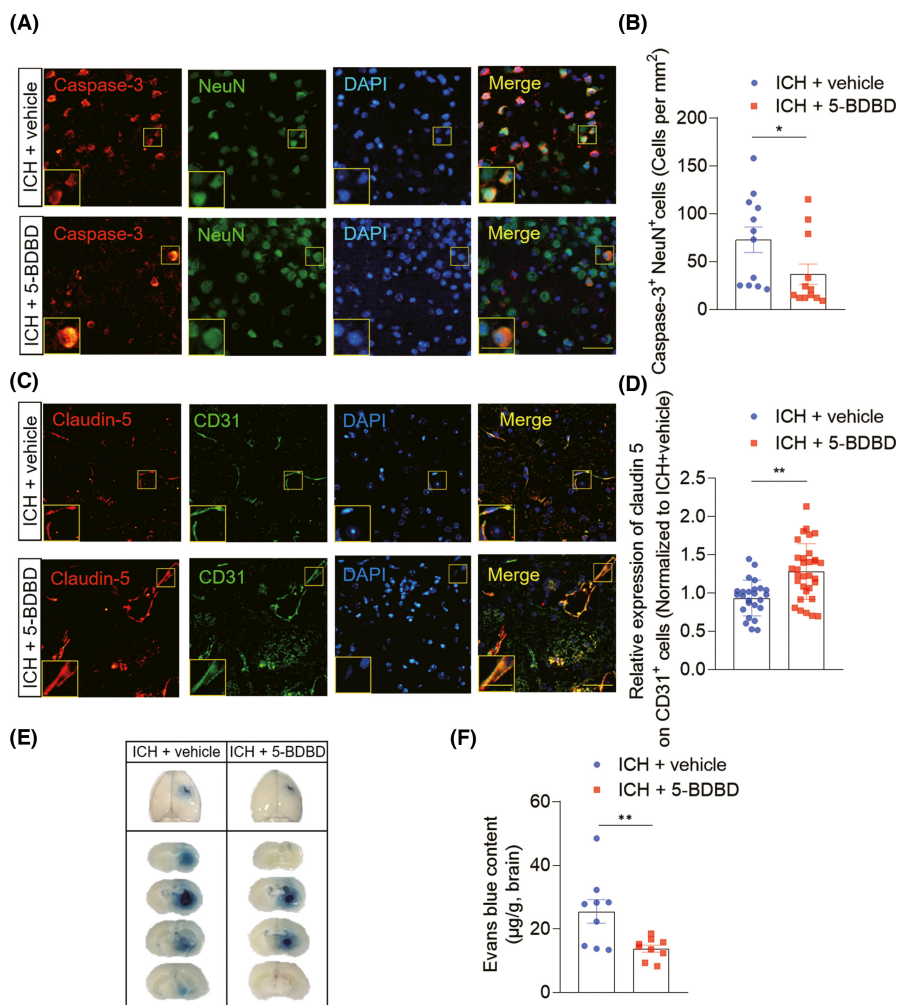 (A)
ICH + vehicle
Caspase-3
NeuN
DAPI
Merge
ICH + 5-BDBD
Caspase-3
NeuN
DAPI
Merge
(B)
ICH + vehicle
ICH + 5-BDBD
Caspase-3+ NeuN+ cells (Cells per mm2)
200
150
100
50
0
*
(C)
ICH + vehicle
Claudin-5
CD31
DAPI
Merge
ICH + 5-BDBD
Claudin-5
CD31
DAPI
Merge
(D)
ICH + vehicle
ICH + 5-BDBD
Relative expression of claudin 5
on CD31+ cells (Normalized to ICH+vehicle)
2.5
2.0
1.5
1.0
0.5
0.0
**
(E)
ICH + vehicle
ICH + 5-BDBD
(F)
ICH + vehicle
ICH + 5-BDBD
Evans blue content
(µg/g, brain)
60
40
20
0
**